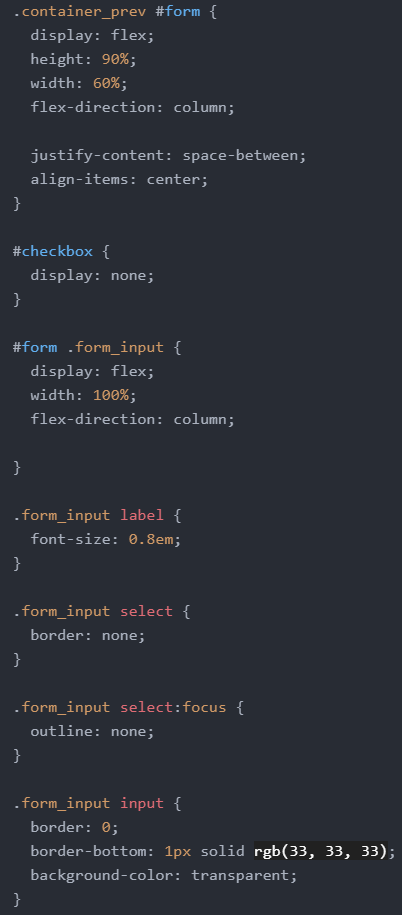 .container_prev #form {
  display: flex;
  height: 90%;
  width: 60%;
  flex-direction: column;

  justify-content: space-between;
  align-items: center;
}

#checkbox {
  display: none;
}

#form .form_input {
  display: flex;
  width: 100%;
  flex-direction: column;

}

.form_input label {
  font-size: 0.8em;
}

.form_input select {
  border: none;
}

.form_input select:focus {
  outline: none;
}

.form_input input {
  border: 0;
  border-bottom: 1px solid rgb(33, 33, 33);
  background-color: transparent;
}